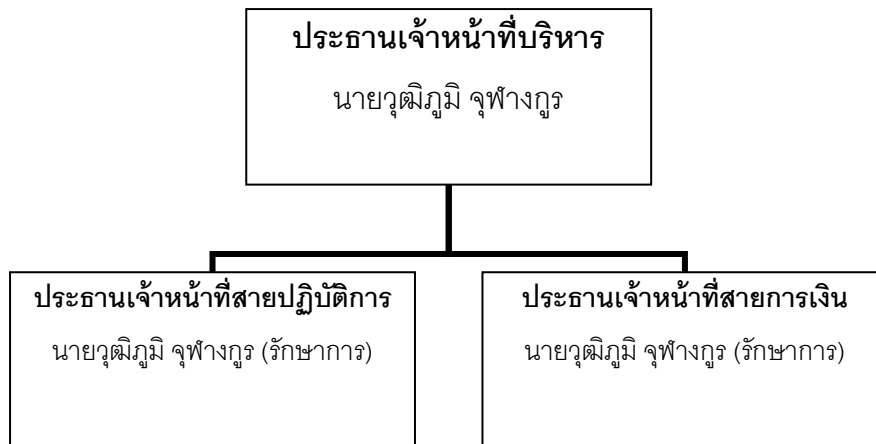 ประธานเจ้าหน้าที่บริหาร
นายวุฒิภูมิ จุฬางกูร
ประธานเจ้าหน้าที่สายปฏิบัติการ
นายวุฒิภูมิ จุฬางกูร (รักษาการ)
ประธานเจ้าหน้าที่สายการเงิน
นายวุฒิภูมิ จุฬางกูร (รักษาการ)